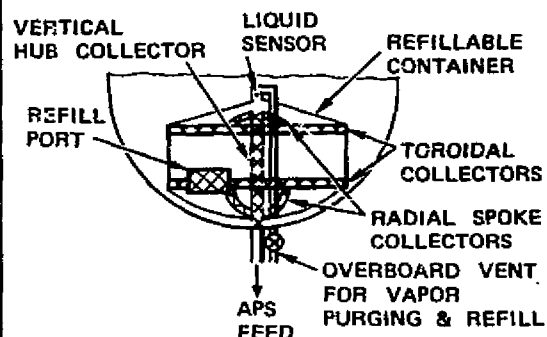 VERTICAL
HUB COLLECTOR
LIQUID
SENSOR
REFILLABLE
CONTAINER
REFILL
PORT
TOROIDAL
COLLECTORS
RADIAL SPOKE
COLLECTORS
OVERBOARD VENT
FOR VAPOR
PURGING & REFILL
APS
FEED